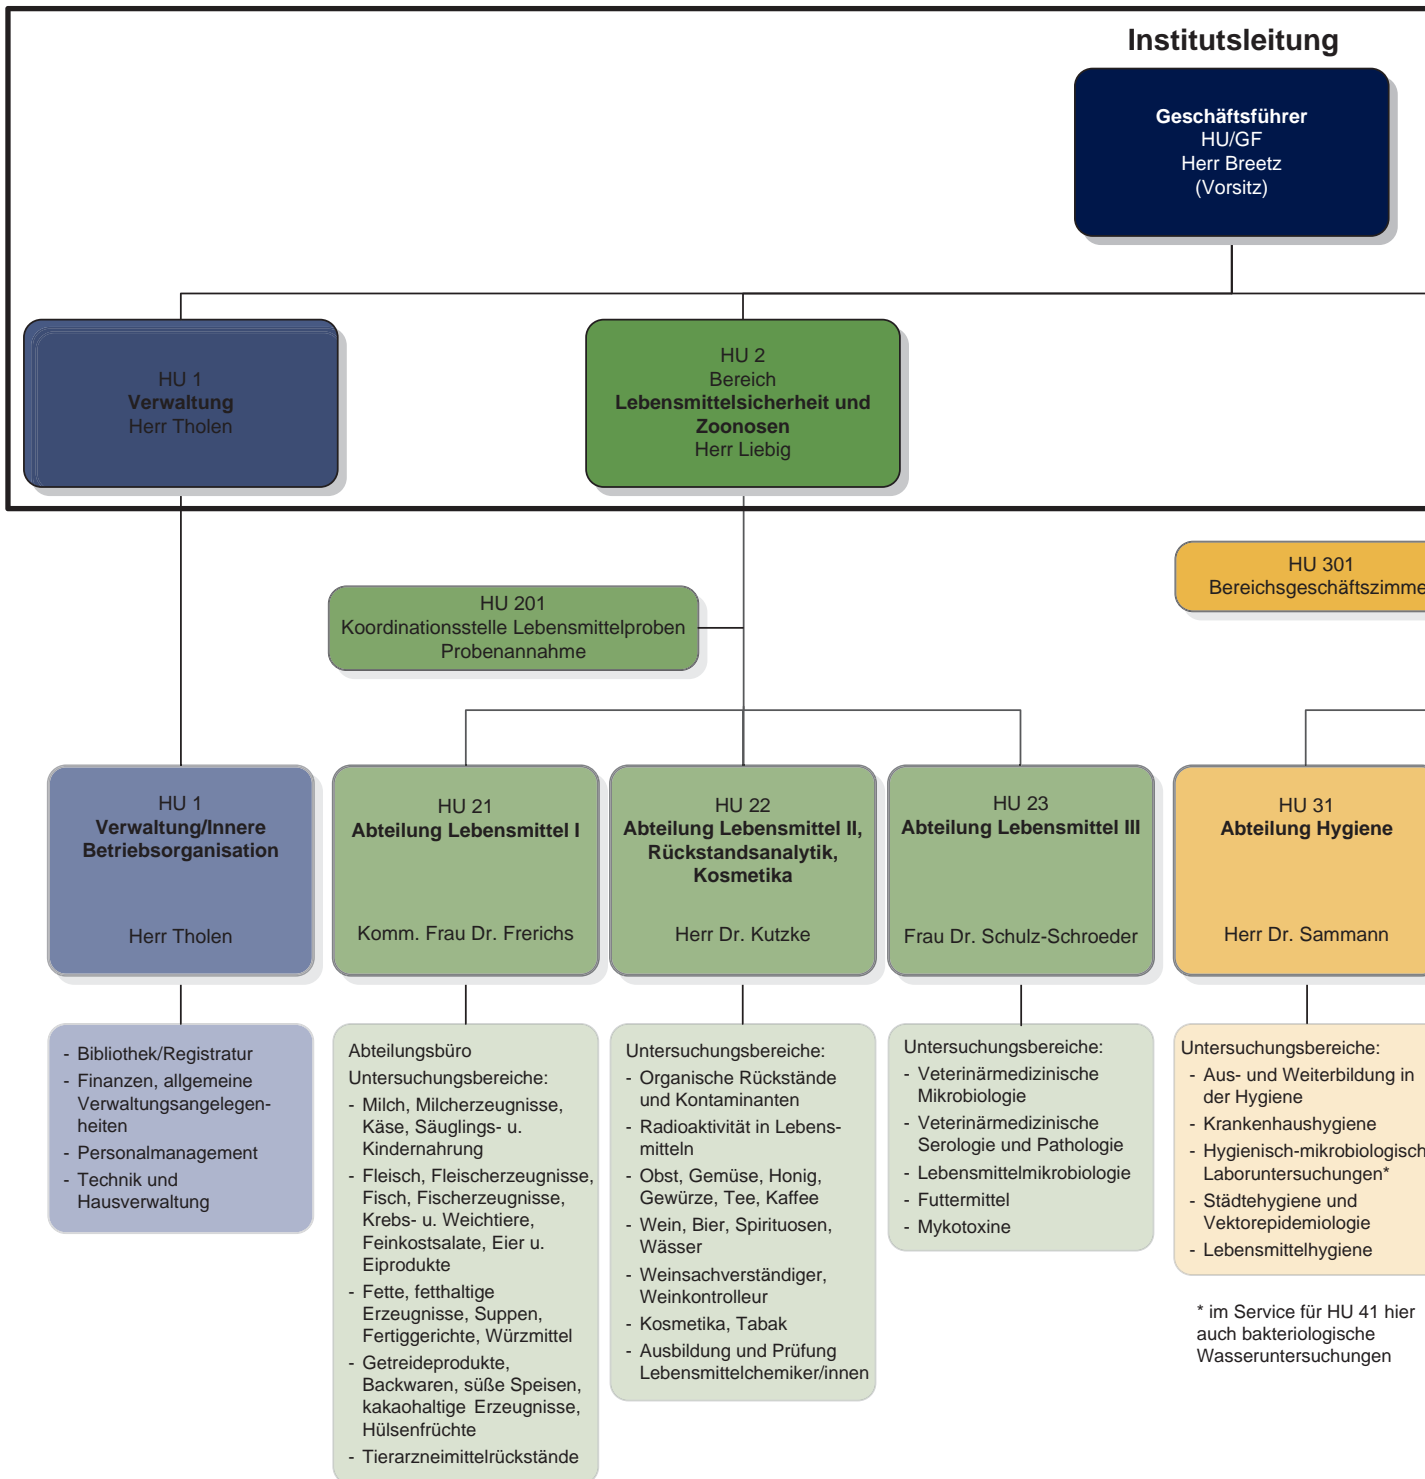 Institutsleitung
Geschäftsführer
HU/GF
Herr Breetz
(Vorsitz)
HU 1
Verwaltung
Herr Tholen
HU 2
Bereich
Lebensmittelsicherheit und
Zoonosen
Herr Liebig
HU 301
Bereichsgeschäftszimme
HU 201
Koordinationsstelle Lebensmittelproben
Probenannahme
HU 1
Verwaltung/Innere
Betriebsorganisation
Herr Tholen
HU 21
Abteilung Lebensmittel I
Komm. Frau Dr. Frerichs
HU 22
Abteilung Lebensmittel II,
Rückstandsanalytik,
Kosmetika
Herr Dr. Kutzke
HU 23
Abteilung Lebensmittel III
Frau Dr. Schulz-Schroeder
HU 31
Abteilung Hygiene
Herr Dr. Sammann
- Bibliothek/Registratur
- Finanzen, allgemeine
Verwaltungsangelegen-
heiten
- Personalmanagement
- Technik und
Hausverwaltung
Abteilungsbüro
Untersuchungsbereiche:
- Milch, Milcherzeugnisse,
Käse, Säuglings- u.
Kindernahrung
- Fleisch, Fleischerzeugnisse,
Fisch, Fischerzeugnisse,
Krebs- u. Weichtiere,
Feinkostsalate, Eier u.
Eiprodukte
- Fette, fetthaltige
Erzeugnisse, Suppen,
Fertiggerichte, Würzmittel
- Getreideprodukte,
Backwaren, süße Speisen,
kakaohaltige Erzeugnisse,
Hülsenfrüchte
- Tierarzneimittelrückstände
Untersuchungsbereiche:
- Organische Rückstände
und Kontaminanten
- Radioaktivität in Lebens-
mitteln
- Obst, Gemüse, Honig,
Gewürze, Tee, Kaffee
- Wein, Bier, Spirituosen,
Wässer
- Weinsachverständiger,
Weinkontrolleur
- Kosmetika, Tabak
- Ausbildung und Prüfung
Lebensmittelchemiker/innen
Untersuchungsbereiche:
- Veterinärmedizinische
Mikrobiologie
- Veterinärmedizinische
Serologie und Pathologie
- Lebensmittelmikrobiologie
- Futtermittel
- Mykotoxine
Untersuchungsbereiche:
- Aus- und Weiterbildung in
der Hygiene
- Krankenhaushygiene
- Hygienisch-mikrobiologisch
Laboruntersuchungen*
- Städtehygiene und
Vektorepidemiologie
- Lebensmittelhygiene
* im Service für HU 41 hier
auch bakteriologische
Wasseruntersuchungen